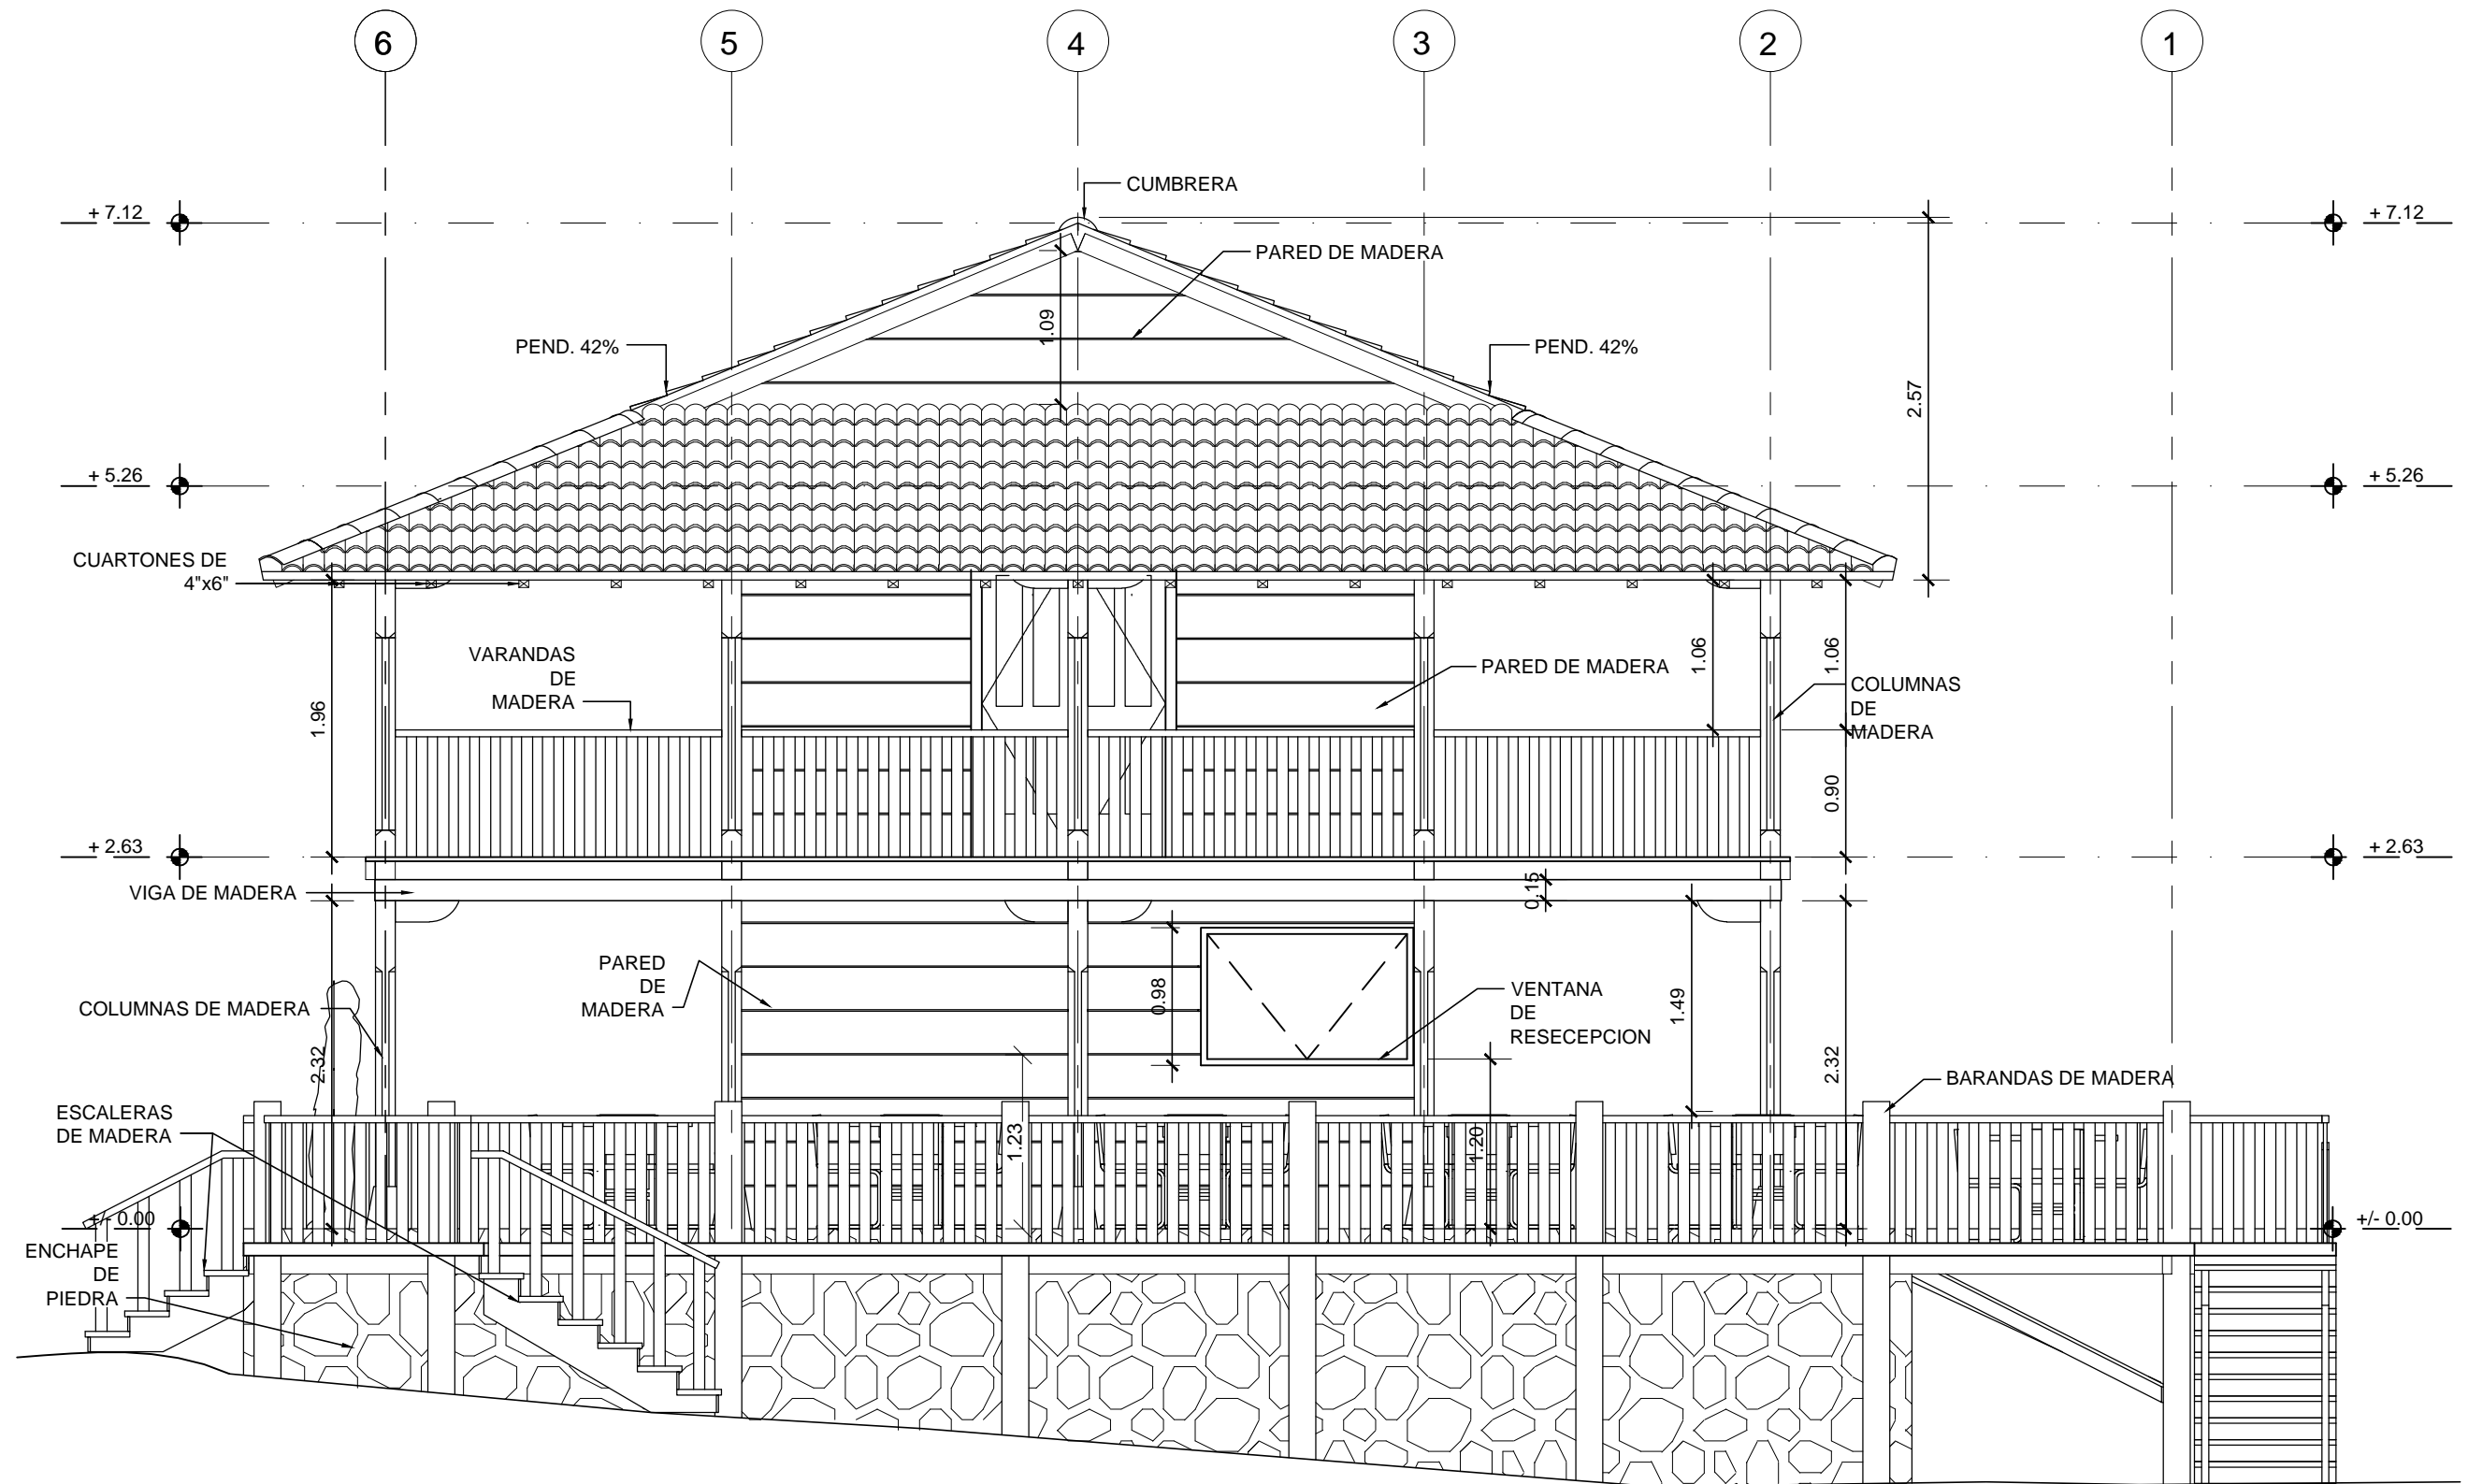 6
5
4
3
2
1
CUMBRERA
+ 7.12
+ 7.12
PARED DE MADERA
1.09
PEND. 42%
PEND. 42%
2.57
+ 5.26
+ 5.26
CUARTONES DE
4"x6"
VARANDAS
DE
MADERA
1.96
PARED DE MADERA
1.06
1.06
COLUMNAS
DE
MADERA
0.90
+ 2.63
+ 2.63
VIGA DE MADERA
0.15
PARED
DE
MADERA
0.98
VENTANA
DE
RESECEPCION
1.49
COLUMNAS DE MADERA
2.32
2.32
BARANDAS DE MADERA
ESCALERAS
DE MADERA
1.23
1.20
+/- 0.00
+/- 0.00
ENCHAPE
DE
PIEDRA